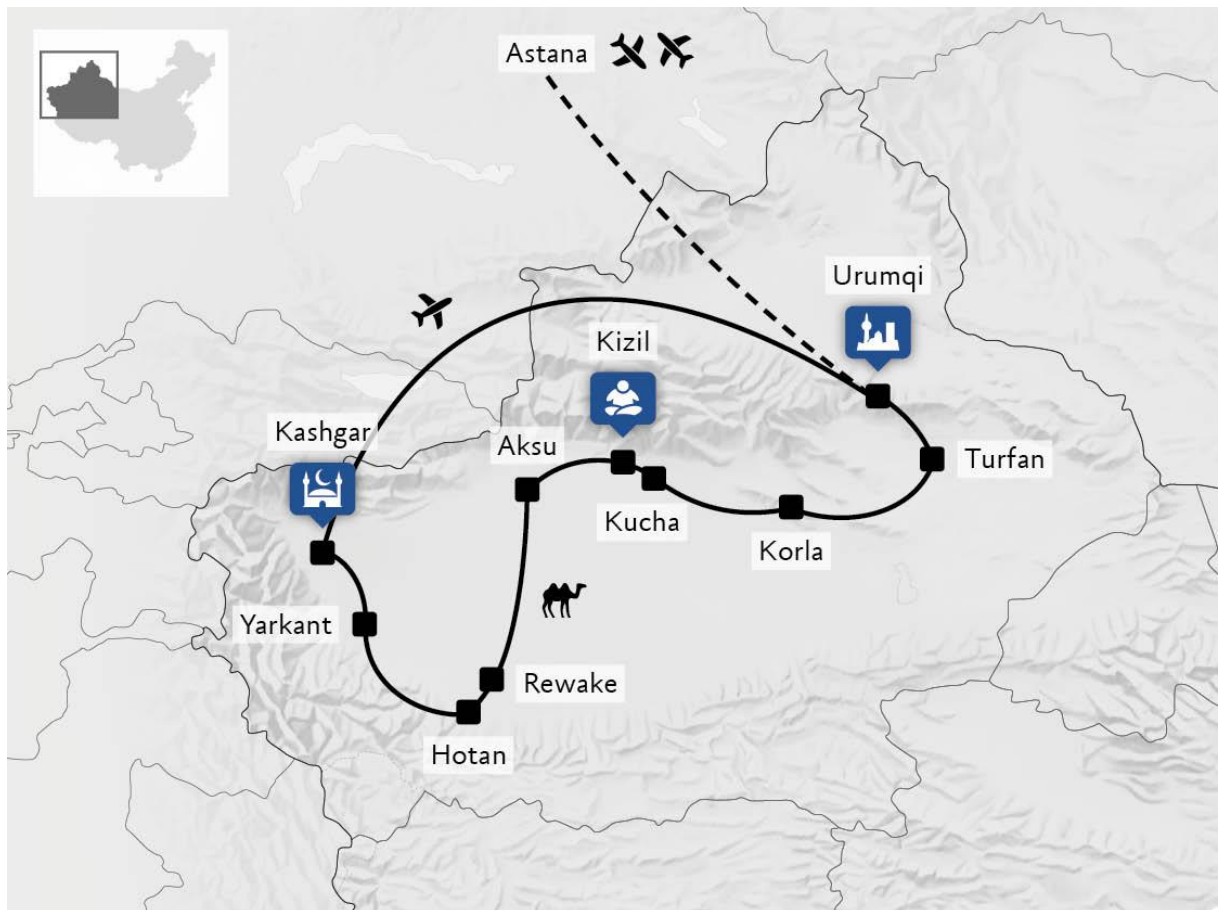 Astana
Urumqi
Kizil
Kashgar
Aksu
Turfan
Kucha
Korla
Yarkant
Rewake
Hotan